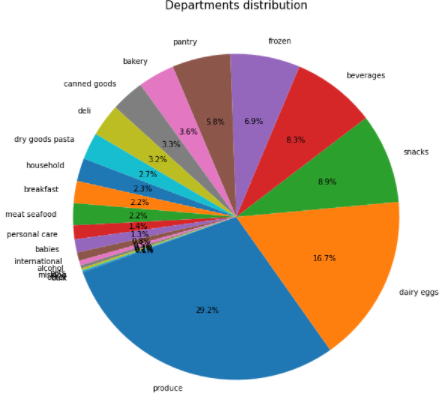 Departments distribution
frozen
pantry
bakery
beverages
canned goods
deli
snacks
dry goods pasta
household
breakfast
meat seafood
personal care
babies
international
alcohol
dairy eggs
produce
6.9%
5.8%
3.6%
8.3%
3.3%
3.2%
8.9%
2.7%
2.3%
2.2%
2.2%
1.4%
1.3%
16.7%
29.2%